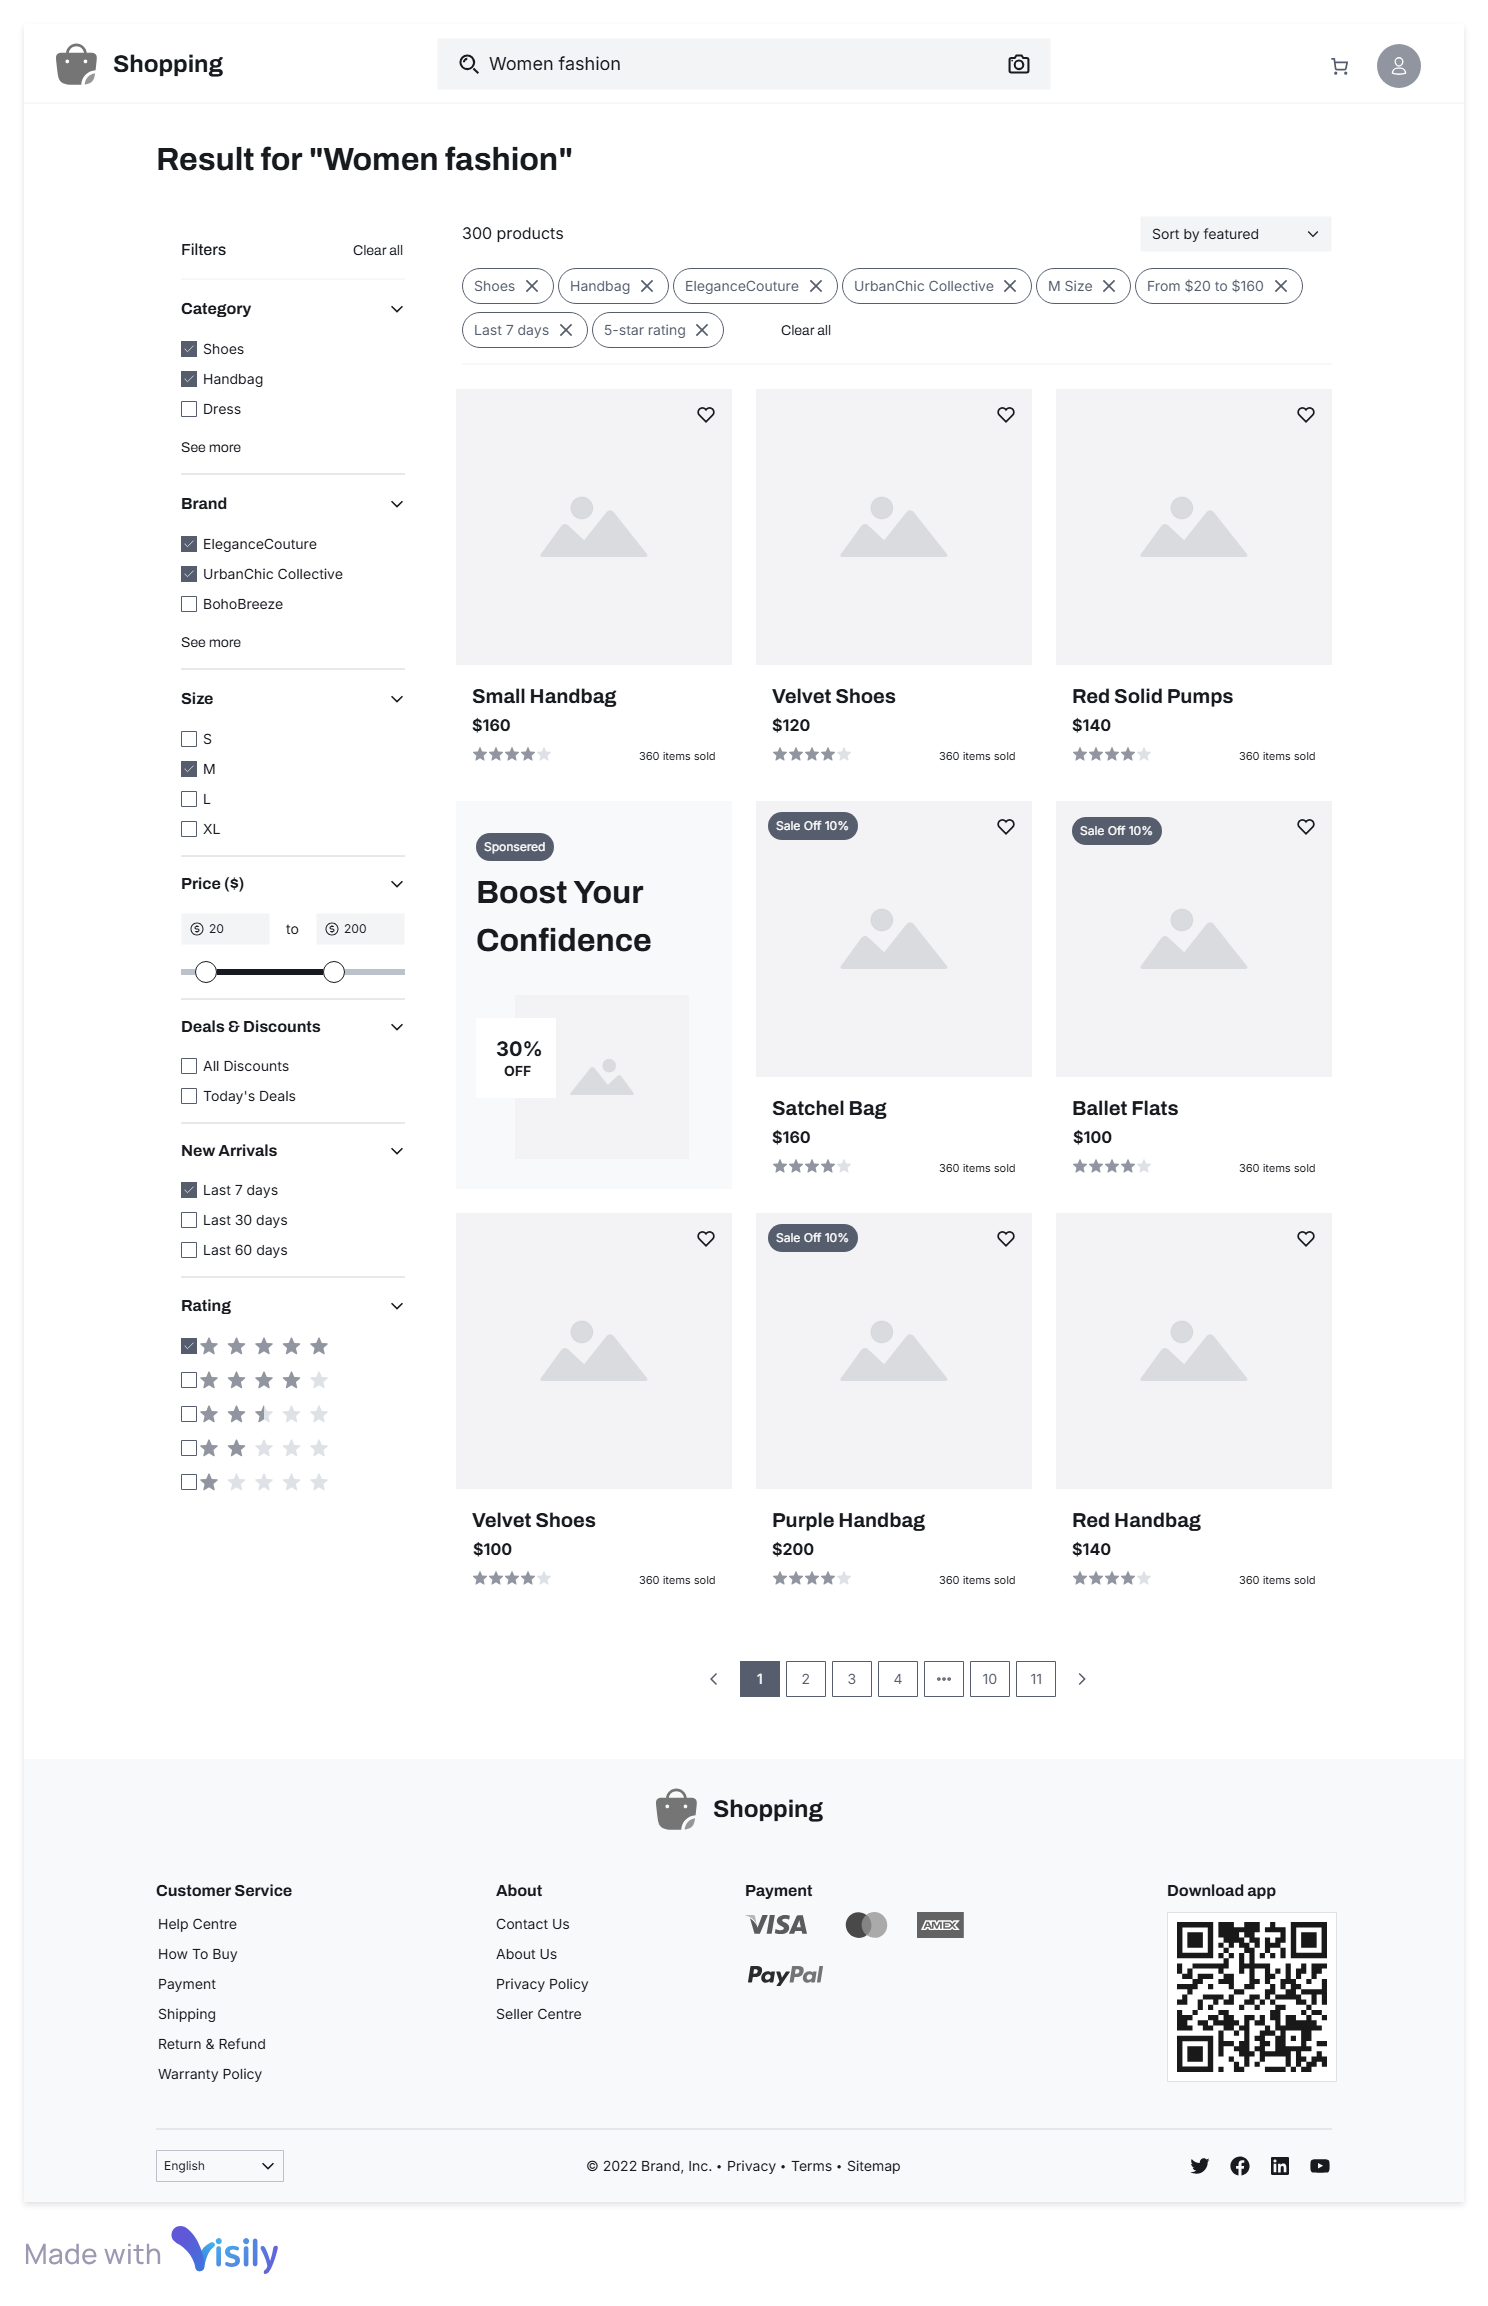 Shopping
Women fashion
Result for "Women fashion"
Filters
Clear all
Category
Shoes
Handbag
Dress
See more
Brand
EleganceCouture
UrbanChic Collective
BohoBreeze
See more
Size
S
M
L
XL
Price ($)
20 to 200
Deals & Discounts
All Discounts
Today's Deals
New Arrivals
Last 7 days
Last 30 days
Last 60 days
Rating
300 products
Sort by featured
Shoes Handbag EleganceCouture UrbanChic Collective M Size From $20 to $160
Last 7 days 5-star rating Clear all
Small Handbag
$160
360 items sold
Velvet Shoes
$120
360 items sold
Red Solid Pumps
$140
360 items sold
Sponsered
Boost Your
Confidence
30%
OFF
Sale Off 10%
Satchel Bag
$160
360 items sold
Sale Off 10%
Ballet Flats
$100
360 items sold
Velvet Shoes
$100
360 items sold
Sale Off 10%
Purple Handbag
$200
360 items sold
Red Handbag
$140
360 items sold
1 2 3 4 ••• 10 11
Shopping
Customer Service
Help Centre
How To Buy
Payment
Shipping
Return & Refund
Warranty Policy
About
Contact Us
About Us
Privacy Policy
Seller Centre
Payment
VISA
AMEX
PayPal
Download app
English
© 2022 Brand, Inc. • Privacy • Terms • Sitemap
Made with Visily